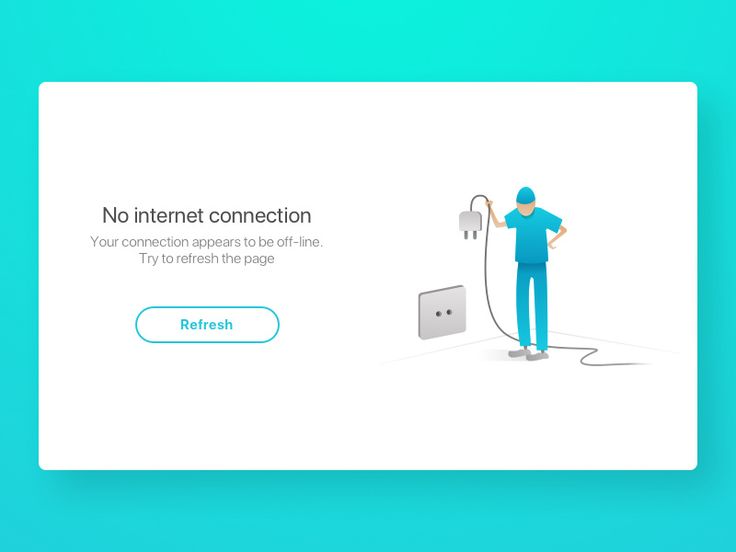 No internet connection
Your connection appears to be off-line.
Try to refresh the page
Refresh